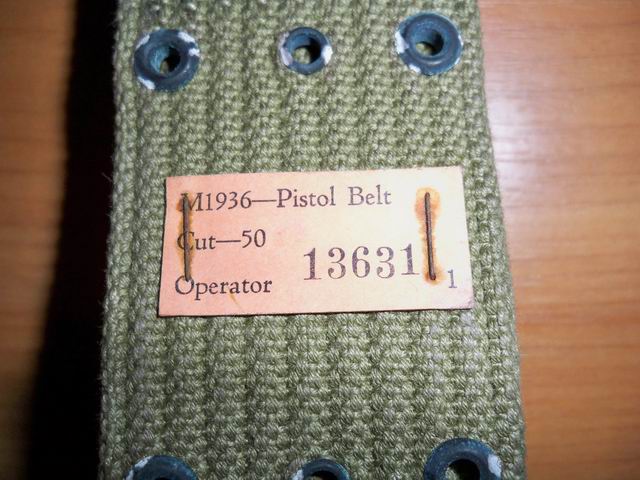 M1936—Pistol Belt
Cut—50
13631
Operator
1